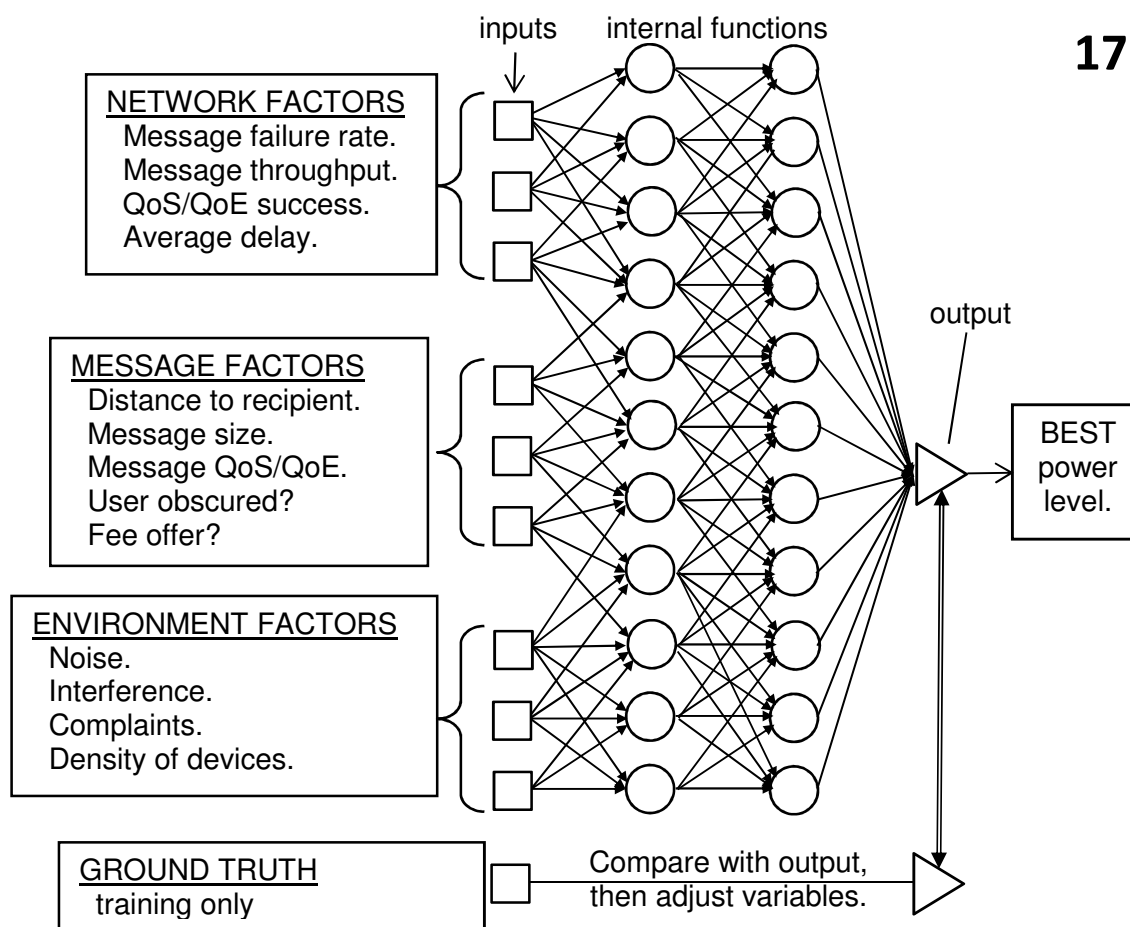 inputs
internal functions
17
NETWORK FACTORS
Message failure rate.
Message throughput.
QoS/QoE success.
Average delay.
output
MESSAGE FACTORS
Distance to recipient.
Message size.
Message QoS/QoE.
User obscured?
Fee offer?
BEST
power
level.
ENVIRONMENT FACTORS
Noise.
Interference.
Complaints.
Density of devices.
GROUND TRUTH
training only
Compare with output,
then adjust variables.